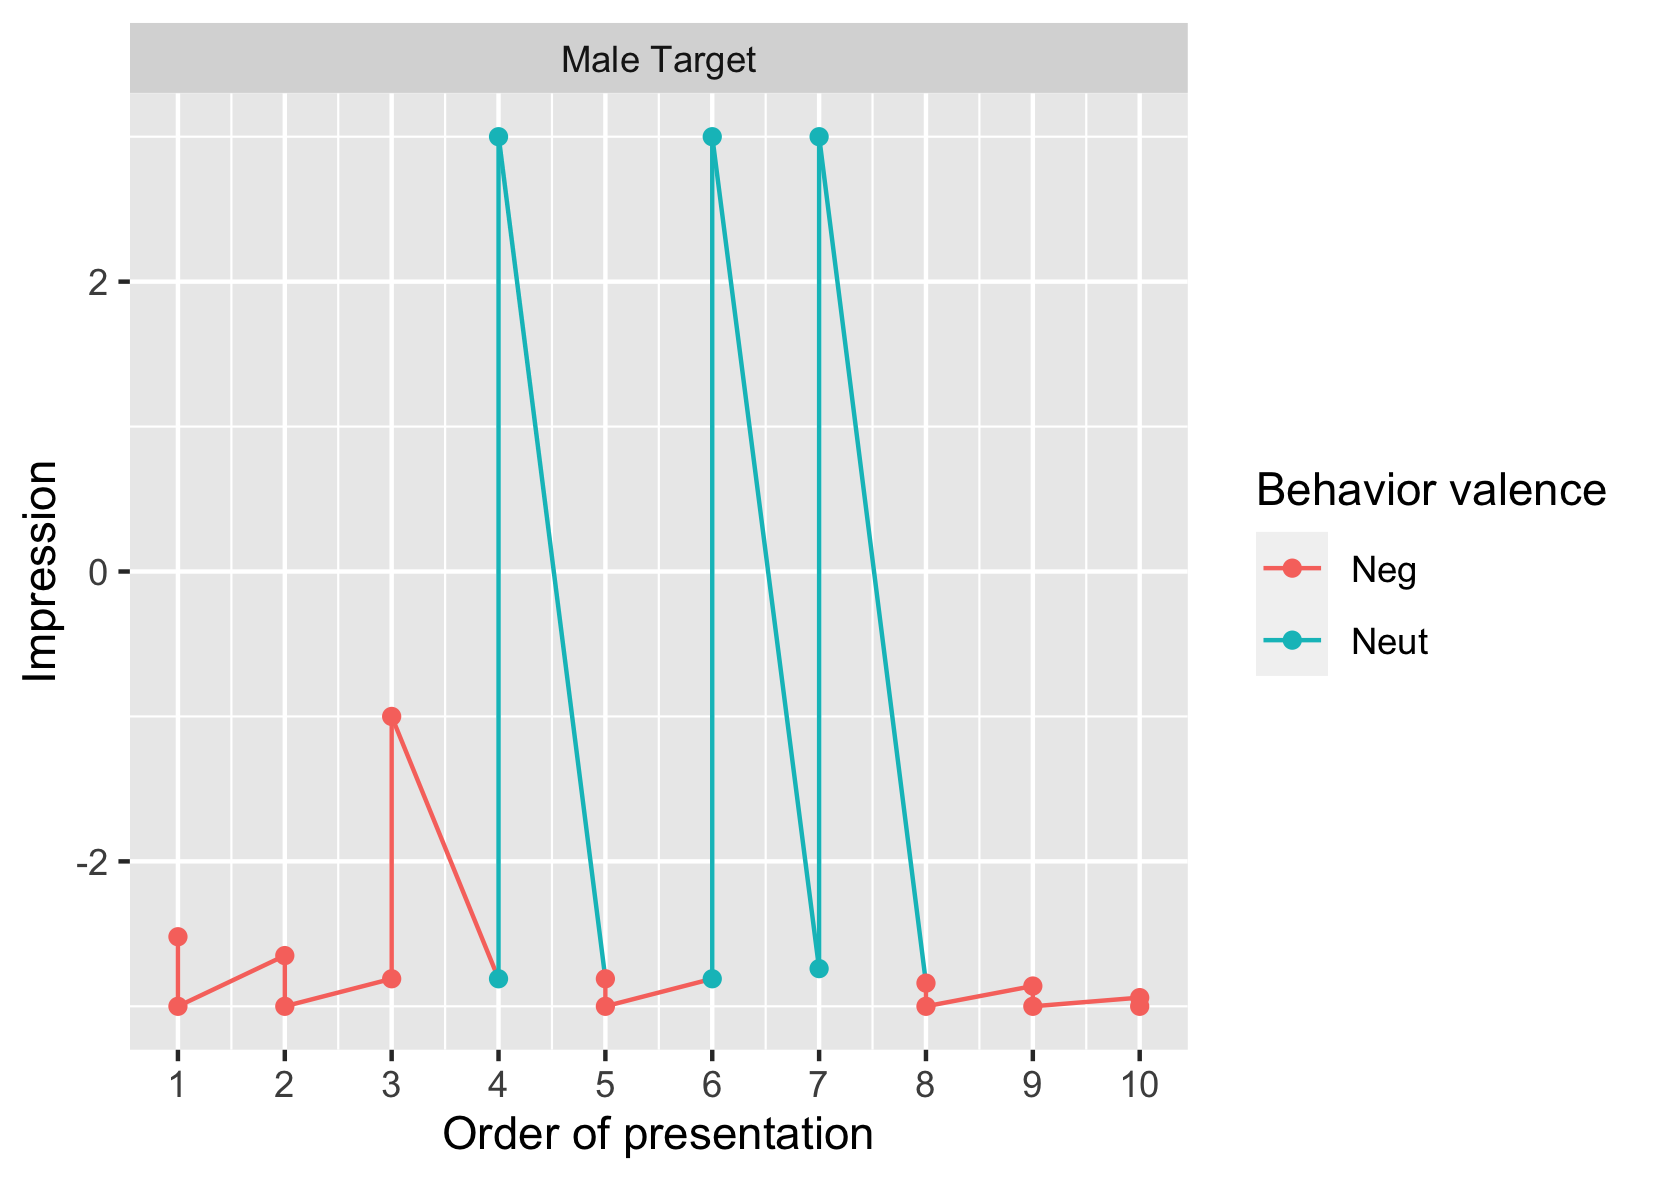 Male Target
2
0
-2
Impression
1 2 3 4 5 6 7 8 9 10
Order of presentation
Behavior valence
Neg
Neut